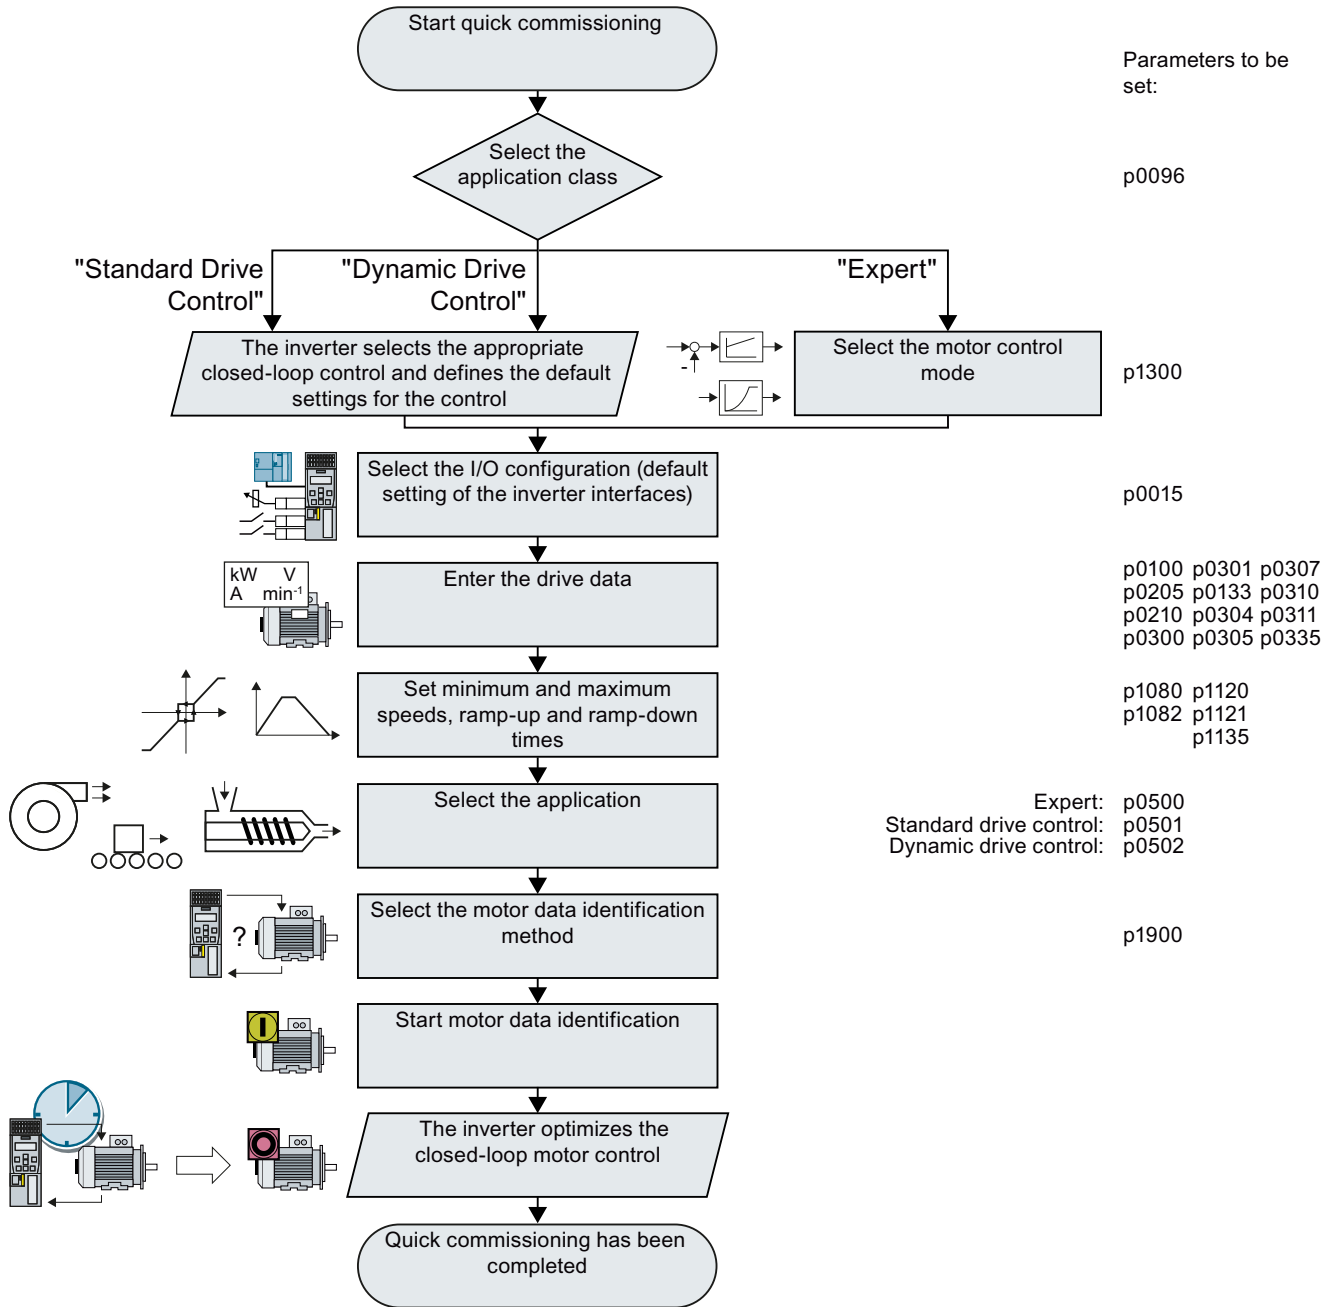 Start quick commissioning
Parameters to be
set:
Select the
application class
p0096
"Standard Drive
Control"
"Dynamic Drive
Control"
"Expert"
The inverter selects the appropriate
closed-loop control and defines the default
settings for the control
-
Select the motor control
mode
p1300
Select the I/O configuration (default
setting of the inverter interfaces)
p0015
kW V
A min-1
Enter the drive data
p0100 p0301 p0307
p0205 p0133 p0310
p0210 p0304 p0311
p0300 p0305 p0335
Set minimum and maximum
speeds, ramp-up and ramp-down
times
p1080 p1120
p1082 p1121
p1135
Select the application
Expert: p0500
Standard drive control: p0501
Dynamic drive control: p0502
?
Select the motor data identification
method
p1900
Start motor data identification
The inverter optimizes the
closed-loop motor control
Quick commissioning has been
completed